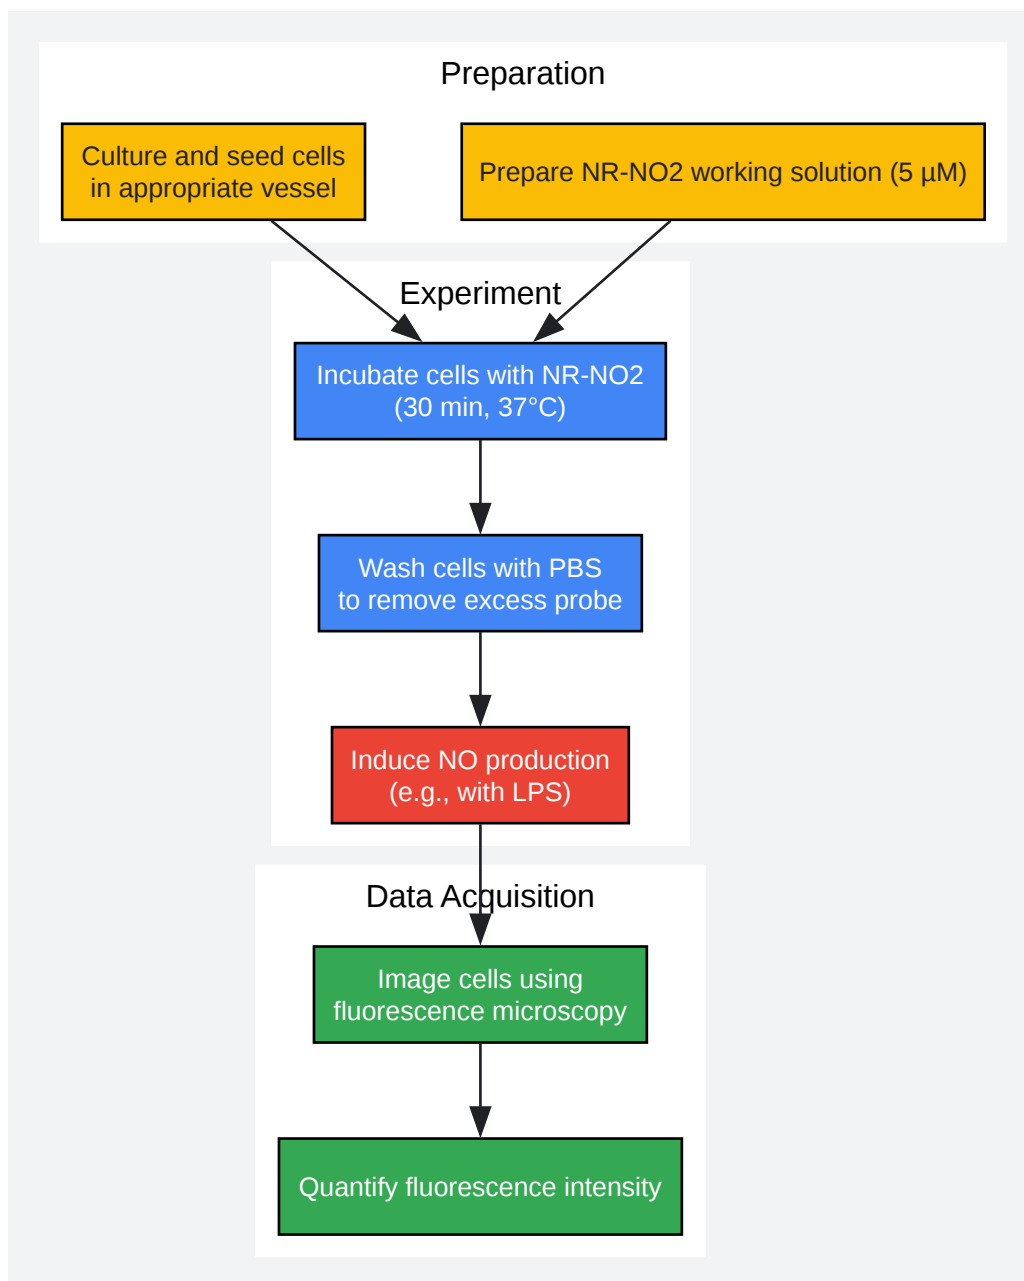 Preparation
Culture and seed cells
in appropriate vessel
Prepare NR-NO2 working solution (5 µM)
Experiment
Incubate cells with NR-NO2
(30 min, 37°C)
Wash cells with PBS
to remove excess probe
Induce NO production
(e.g., with LPS)
Data Acquisition
Image cells using
fluorescence microscopy
Quantify fluorescence intensity